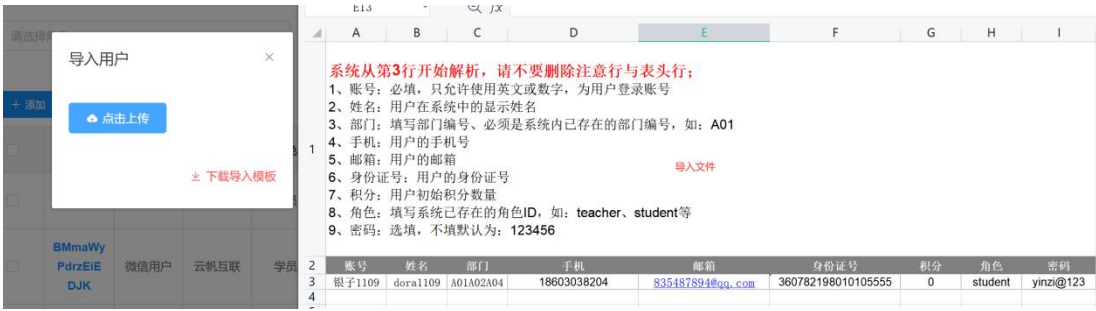 请选择
导入用户
×
+ 添加
点击上传
下载导入模板
BMmaWy
PdrzEiE
DJK
微信用户
云帆互联
学员
E13
fx
A B C D E F G H I
1
系统从第3行开始解析，请不要删除注意行与表头行；
1、账号：必填，只允许使用英文或数字，为用户登录账号
2、姓名：用户在系统中的显示姓名
3、部门：填写部门编号、必须是系统内已存在的部门编号，如：A01
4、手机：用户的手机号
5、邮箱：用户的邮箱
6、身份证号：用户的身份证号
7、积分：用户初始积分数量
8、角色：填写系统已存在的角色ID，如：teacher、student等
9、密码：选填，不填默认为：123456
导入文件
2 账号 姓名 部门 手机 邮箱 身份证号 积分 角色 密码
3 银子1109 dora1109 A01A02A04 18603038204 835487894@qq.com 360782198010105555 0 student yinzi@123
4